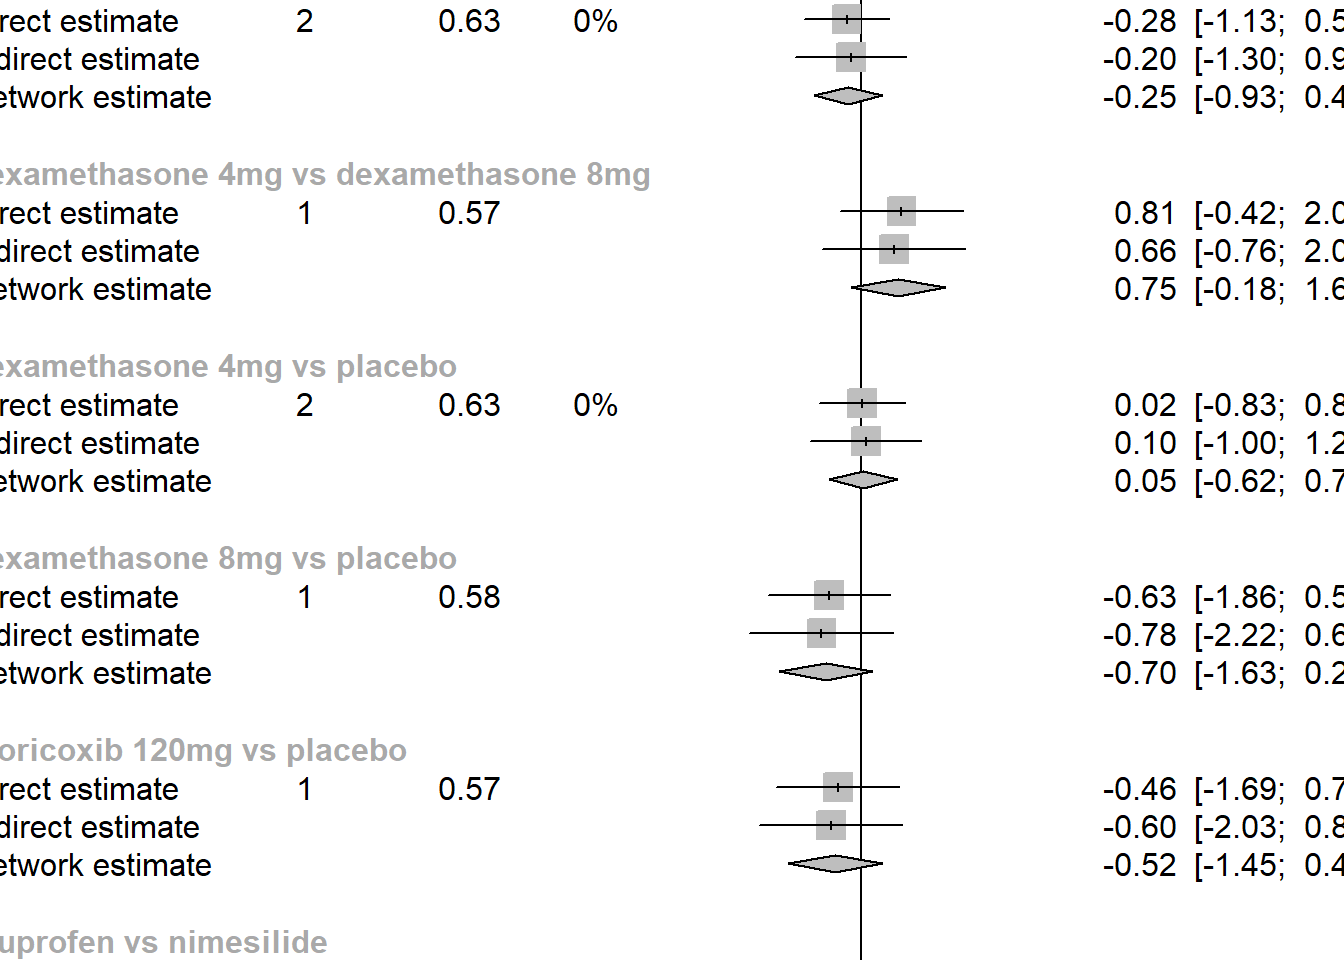 rect estimate 2 0.63 0% -0.28 [-1.13; 0.5
direct estimate -0.20 [-1.30; 0.9
etwork estimate -0.25 [-0.93; 0.4
examethasone 4mg vs dexamethasone 8mg
rect estimate 1 0.57 0.81 [-0.42; 2.0
direct estimate 0.66 [-0.76; 2.0
etwork estimate 0.75 [-0.18; 1.6
examethasone 4mg vs placebo
rect estimate 2 0.63 0% 0.02 [-0.83; 0.8
direct estimate 0.10 [-1.00; 1.2
etwork estimate 0.05 [-0.62; 0.7
examethasone 8mg vs placebo
rect estimate 1 0.58 -0.63 [-1.86; 0.5
direct estimate -0.78 [-2.22; 0.6
etwork estimate -0.70 [-1.63; 0.2
oricoxib 120mg vs placebo
rect estimate 1 0.57 -0.46 [-1.69; 0.7
direct estimate -0.60 [-2.03; 0.8
etwork estimate -0.52 [-1.45; 0.4
uprofen vs nimesilide